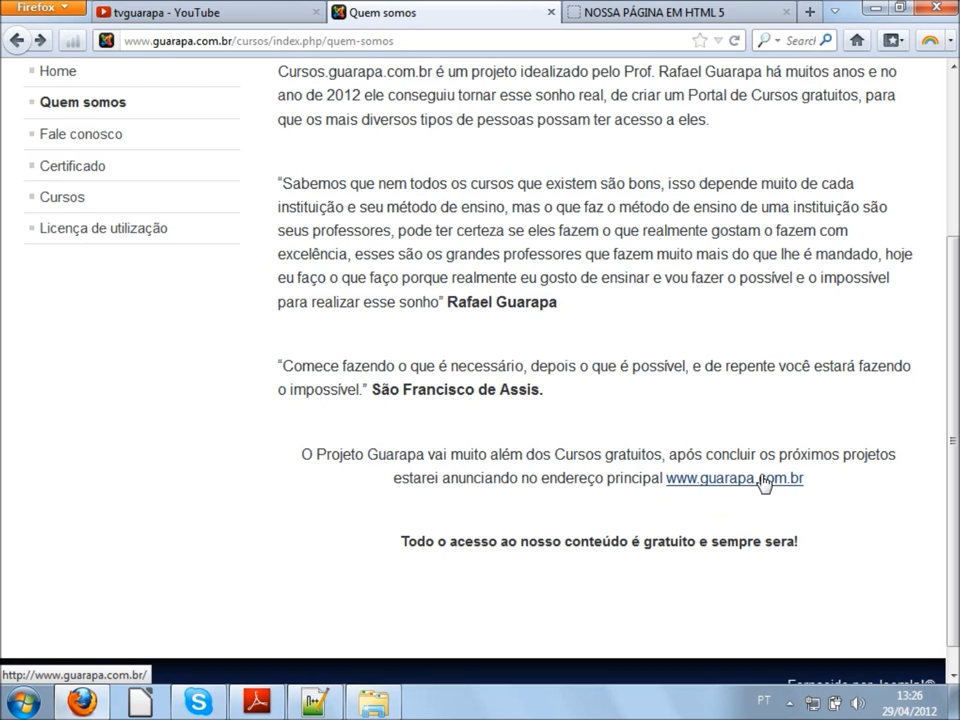 Firefox
tvguarapa - YouTube
Quem somos
NOSSA PÁGINA EM HTML 5
www.guarapa.com.br/cursos/index.php/quem-somos
Search
Home
Quem somos
Fale conosco
Certificado
Cursos
Licença de utilização
Cursos.guarapa.com.br é um projeto idealizado pelo Prof. Rafael Guarapa há muitos anos e no
ano de 2012 ele conseguiu tornar esse sonho real, de criar um Portal de Cursos gratuitos, para
que os mais diversos tipos de pessoas possam ter acesso a eles.
"Sabemos que nem todos os cursos que existem são bons, isso depende muito de cada
instituição e seu método de ensino, mas o que faz o método de ensino de uma instituição são
seus professores, pode ter certeza se eles fazem o que realmente gostam o fazem com
excelência, esses são os grandes professores que fazem muito mais do que lhe é mandado, hoje
eu faço o que faço porque realmente eu gosto de ensinar e vou fazer o possível e o impossível
para realizar esse sonho" Rafael Guarapa
"Comece fazendo o que é necessário, depois o que é possível, e de repente você estará fazendo
o impossível." São Francisco de Assis.
O Projeto Guarapa vai muito além dos Cursos gratuitos, após concluir os próximos projetos
estarei anunciando no endereço principal www.guarapa.com.br
Todo o acesso ao nosso conteúdo é gratuito e sempre sera!
http://www.guarapa.com.br/
Fornecido por Joomla!®
PT
13:26
29/04/2012